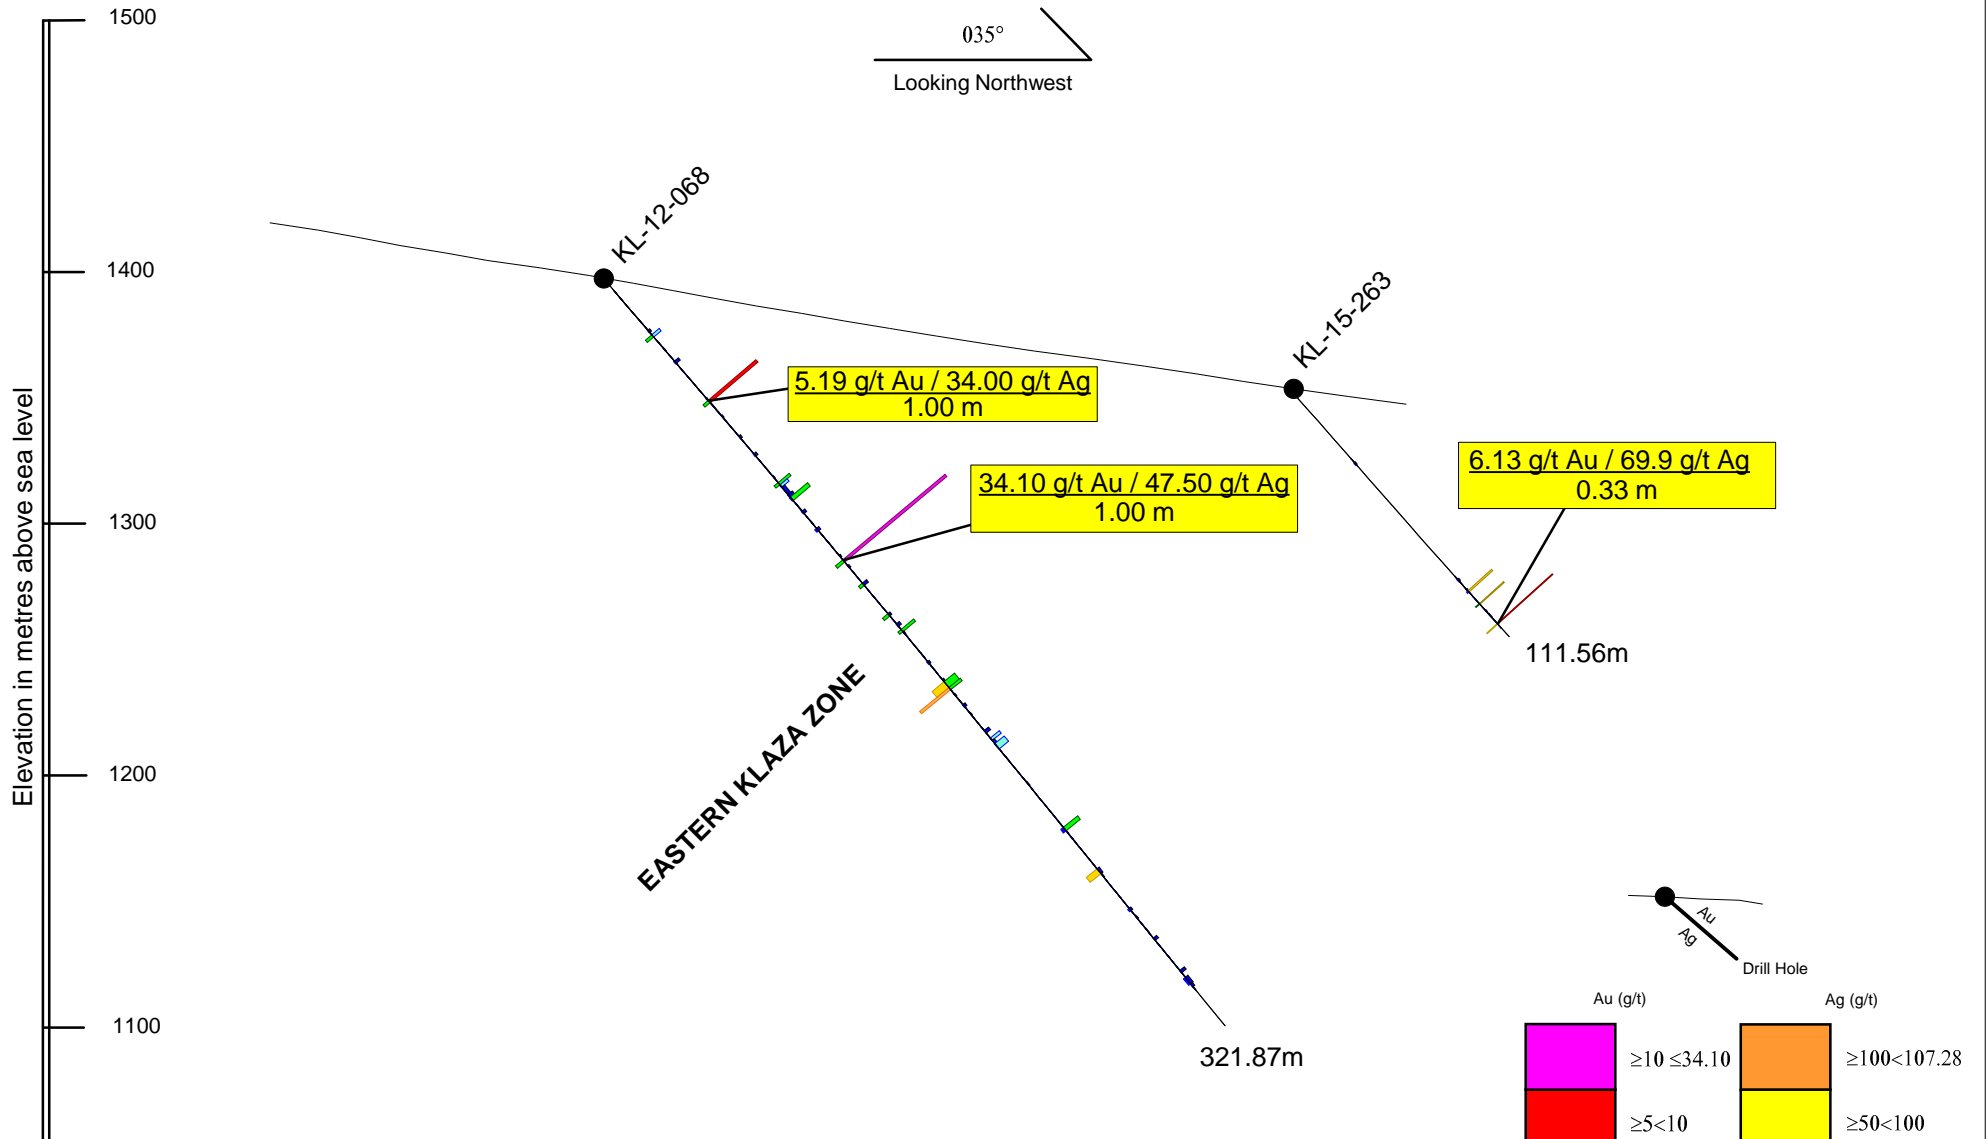 1500
035°
Looking Northwest
KL-12-068
1400
KL-15-263
5.19 g/t Au / 34.00 g/t Ag
1.00 m
6.13 g/t Au / 69.9 g/t Ag
0.33 m
34.10 g/t Au / 47.50 g/t Ag
1.00 m
1300
Elevation in metres above sea level
111.56m
EASTERN KLAZA ZONE
1200
Au
Ag
Drill Hole
1100
321.87m
Au (g/t)
Ag (g/t)
≥10 ≤34.10
≥100<107.28
≥5<10
≥50<100